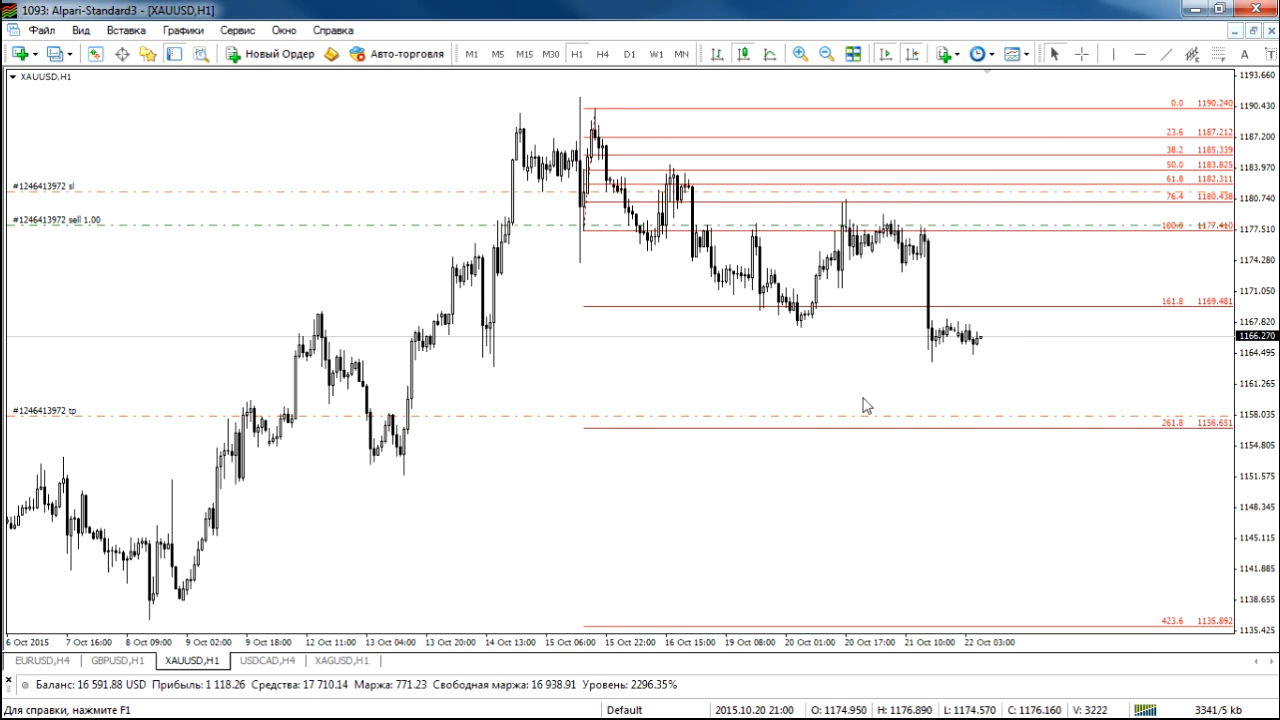 1093: Alpari-Standard3 - [XAUUSD,H1]
Файл Вид Вставка Графики Сервис Окно Справка
Новый Ордер Авто-торговля M1 M5 M15 M30 H1 H4 D1 W1 MN A T
XAUUSD,H1
1193.660
0.0 1190.240
1190.430
23.6 1187.212
1187.200
38.2 1185.339
50.0 1183.825
1183.970
61.8 1182.311
#1246413972 sl
76.4 1180.438
1180.740
#1246413972 sell 1.00
100.0 1177.410
1177.510
1174.280
1171.050
161.8 1169.481
1167.820
1166.270
1164.495
1161.265
#1246413972 tp
1158.035
261.8 1156.651
1154.805
1151.575
1148.345
1145.115
1141.885
1138.655
423.6 1135.892
1135.425
6 Oct 2015 7 Oct 16:00 8 Oct 09:00 9 Oct 02:00 9 Oct 18:00 12 Oct 11:00 13 Oct 04:00 13 Oct 20:00 14 Oct 13:00 15 Oct 06:00 15 Oct 22:00 16 Oct 15:00 19 Oct 08:00 20 Oct 01:00 20 Oct 17:00 21 Oct 10:00 22 Oct 03:00
EURUSD,H4 GBPUSD,H1 XAUUSD,H1 USDCAD,H4 XAGUSD,H1
Баланс: 16 591.88 USD Прибыль: 1 118.26 Средства: 17 710.14 Маржа: 771.23 Свободная маржа: 16 938.91 Уровень: 2296.35%
Для справки, нажмите F1 Default 2015.10.20 21:00 O: 1174.950 H: 1176.890 L: 1174.570 C: 1176.160 V: 3222 3341/5 kb